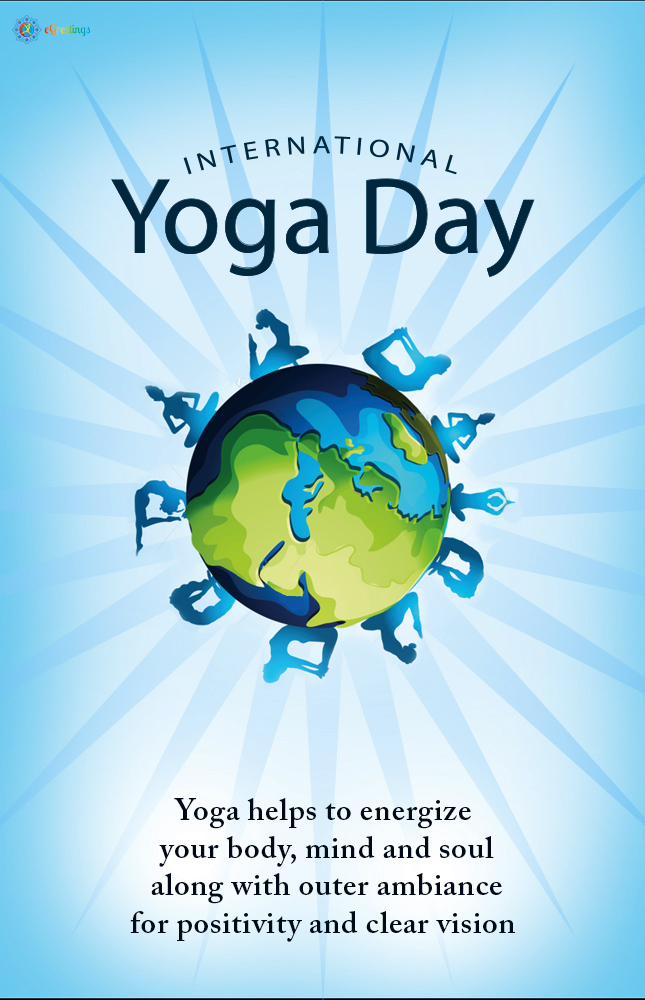 eGreetings
INTERNATIONAL
Yoga Day
Yoga helps to energize
your body, mind and soul
along with outer ambiance
for positivity and clear vision